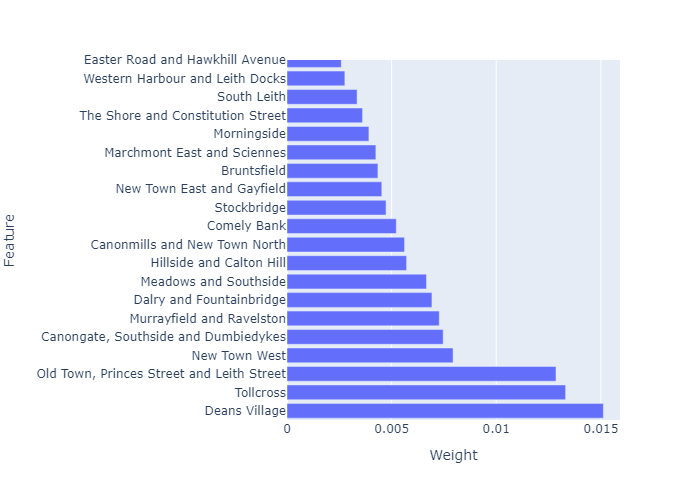 Easter Road and Hawkhill Avenue
Western Harbour and Leith Docks
South Leith
The Shore and Constitution Street
Morningside
Marchmont East and Sciennes
Bruntsfield
New Town East and Gayfield
Stockbridge
Comely Bank
Canonmills and New Town North
Hillside and Calton Hill
Meadows and Southside
Dalry and Fountainbridge
Murrayfield and Ravelston
Canongate, Southside and Dumbiedykes
New Town West
Old Town, Princes Street and Leith Street
Tollcross
Deans Village
Feature
0 0.005 0.01 0.015
Weight